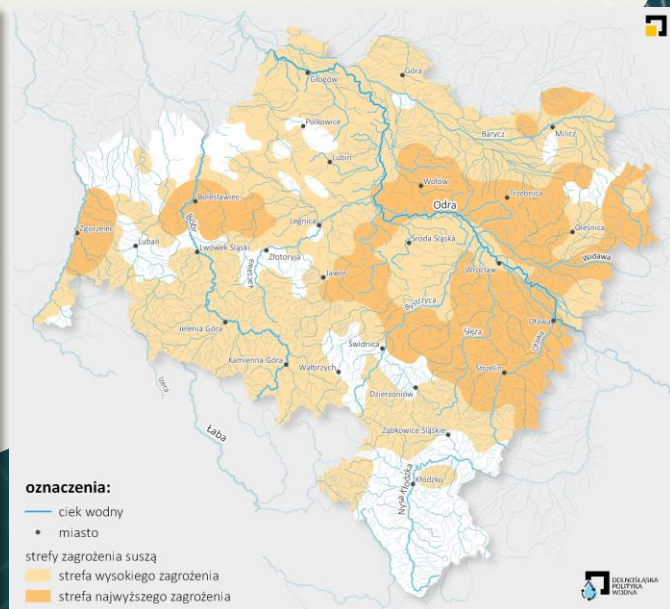 Głogów
Góra
Polkowice
Barycz
Milicz
Lubin
Bolesławiec
Wołów
Trzebnica
Odra
Zgorzelec
Legnica
Oleśnica
Lubań
Bóbr
Lwówek Śląski
Złotoryja
Środa Śląska
Widawa
Kaczawa
Jawor
Wrocław
Bystrzyca
Jelenia Góra
Ślęza
Oława
Oława
Świdnica
Kamienna Góra
Wałbrzych
Strzelin
Izera
Dzierżoniów
Łaba
Ząbkowice Śląskie
Nysa Kłodzka
Kłodzko
oznaczenia:
ciek wodny
miasto
strefy zagrożenia suszą
strefa wysokiego zagrożenia
strefa najwyższego zagrożenia
DOLNOŚLĄSKA
POLITYKA
WODNA